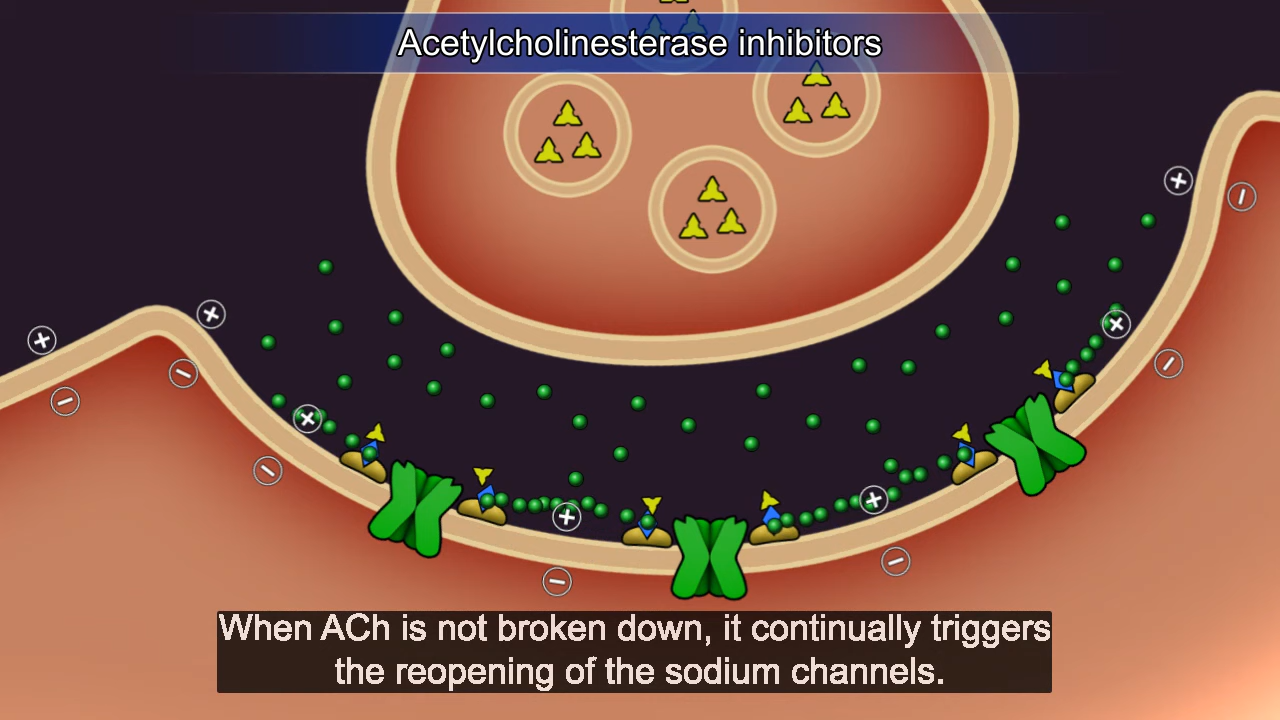 Acetylcholinesterase inhibitors
When ACh is not broken down, it continually triggers
the reopening of the sodium channels.